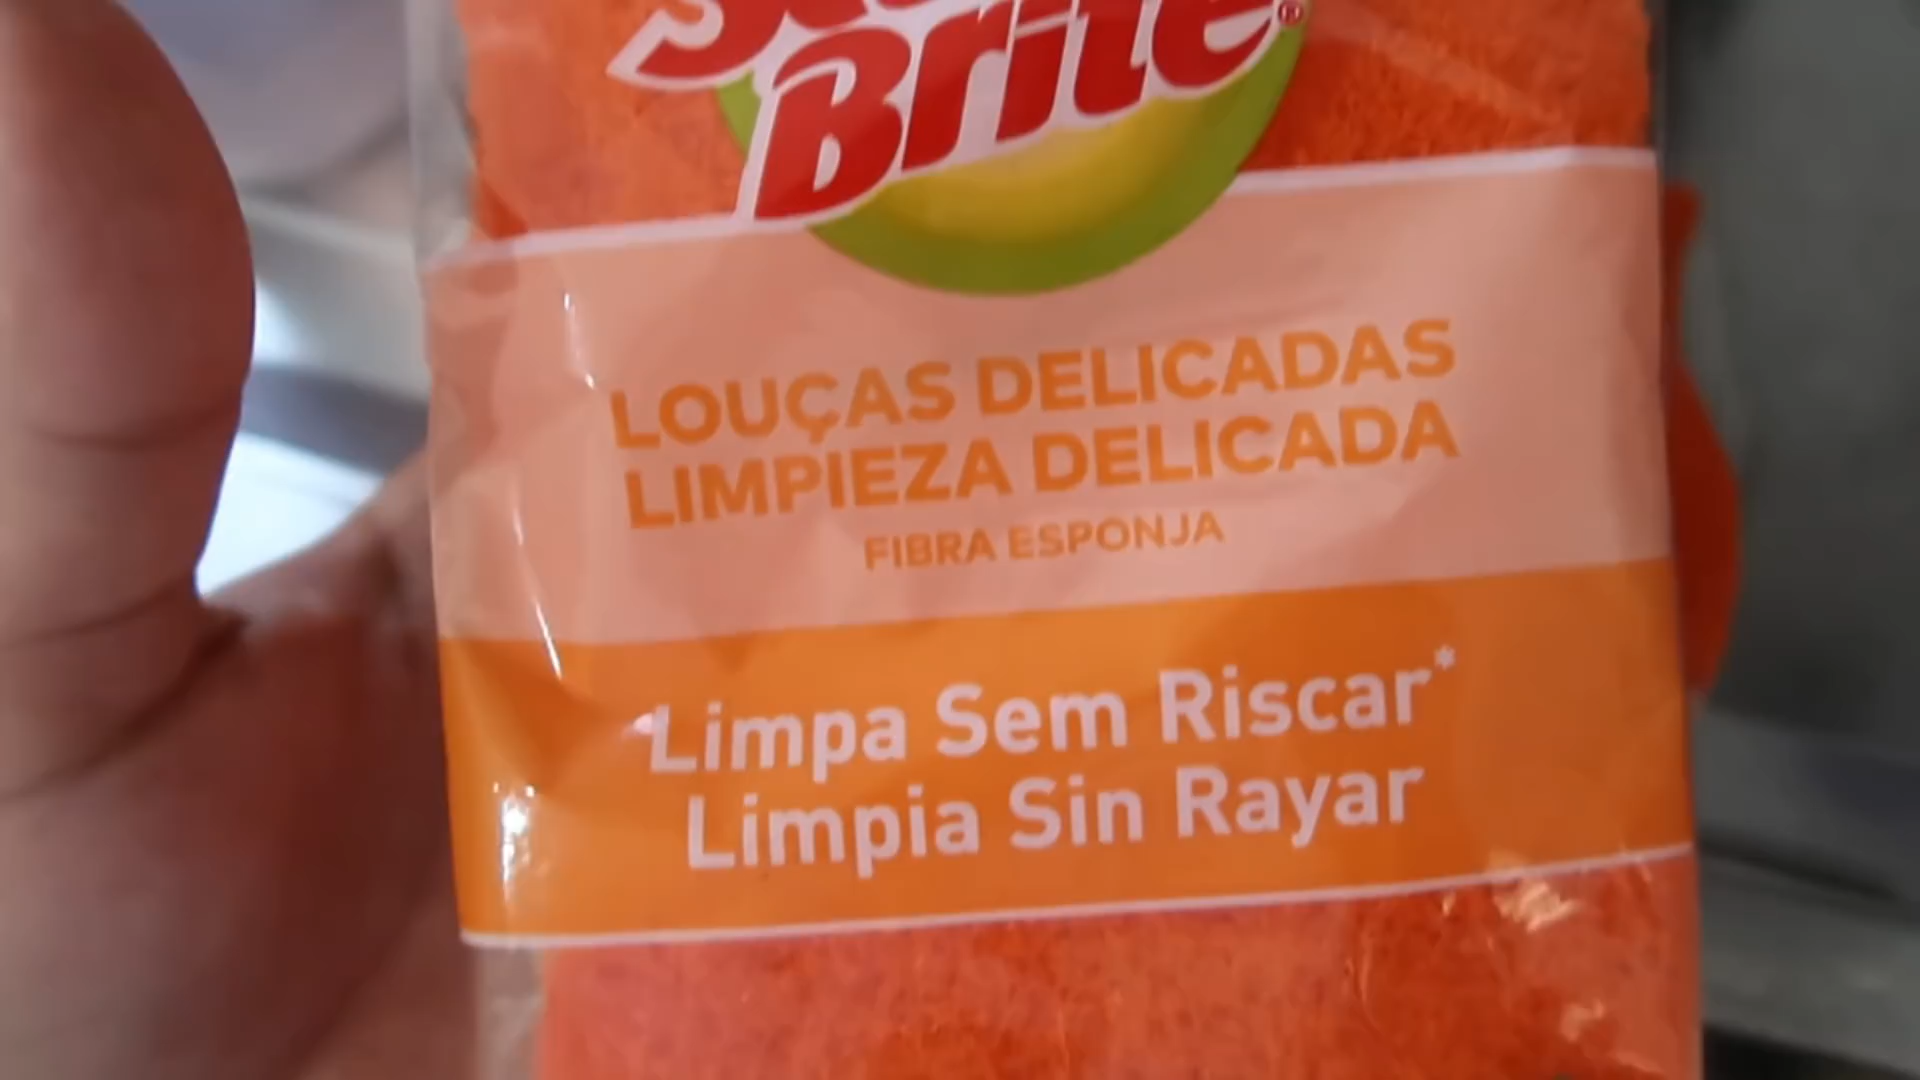 Brite®
LOUÇAS DELICADAS
LIMPIEZA DELICADA
FIBRA ESPONJA
Limpa Sem Riscar*
Limpia Sin Rayar